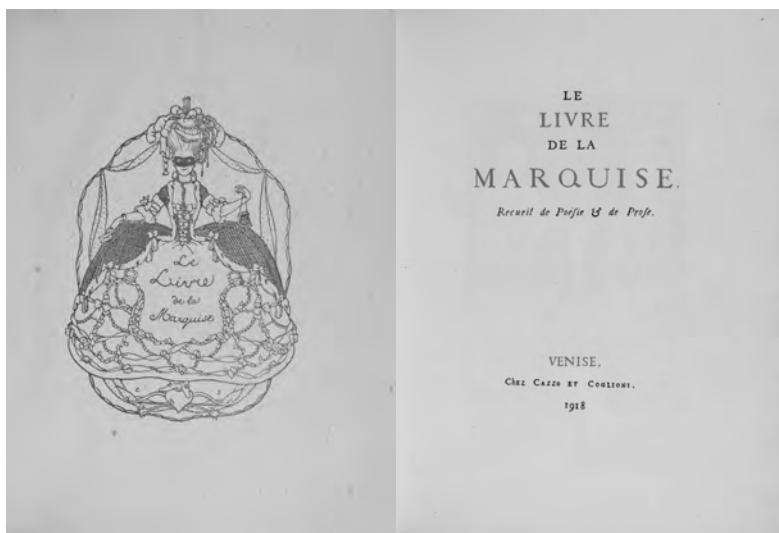 Le
Livre
de la
Marquise
LE
LIVRE
DE LA
MARQUISE.
Recueil de Poéſie & de Proſe.
VENISE,
Chez Cazzo et Coglioni,
1918